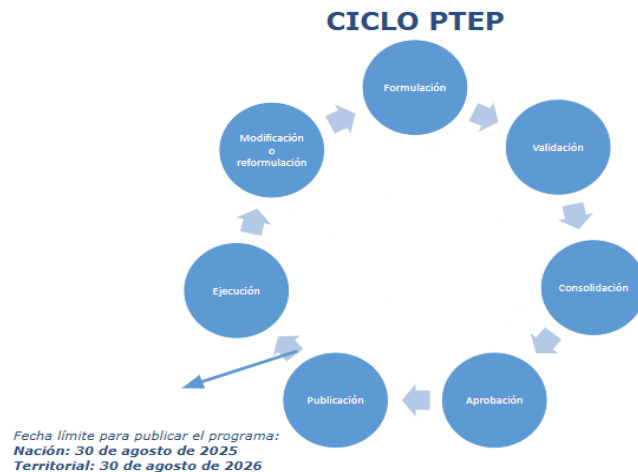 CICLO PTEP
Formulación
Validación
Consolidación
Aprobación
Publicación
Ejecución
Modificación
o
reformulación
Fecha límite para publicar el programa:
Nación: 30 de agosto de 2025
Territorial: 30 de agosto de 2026